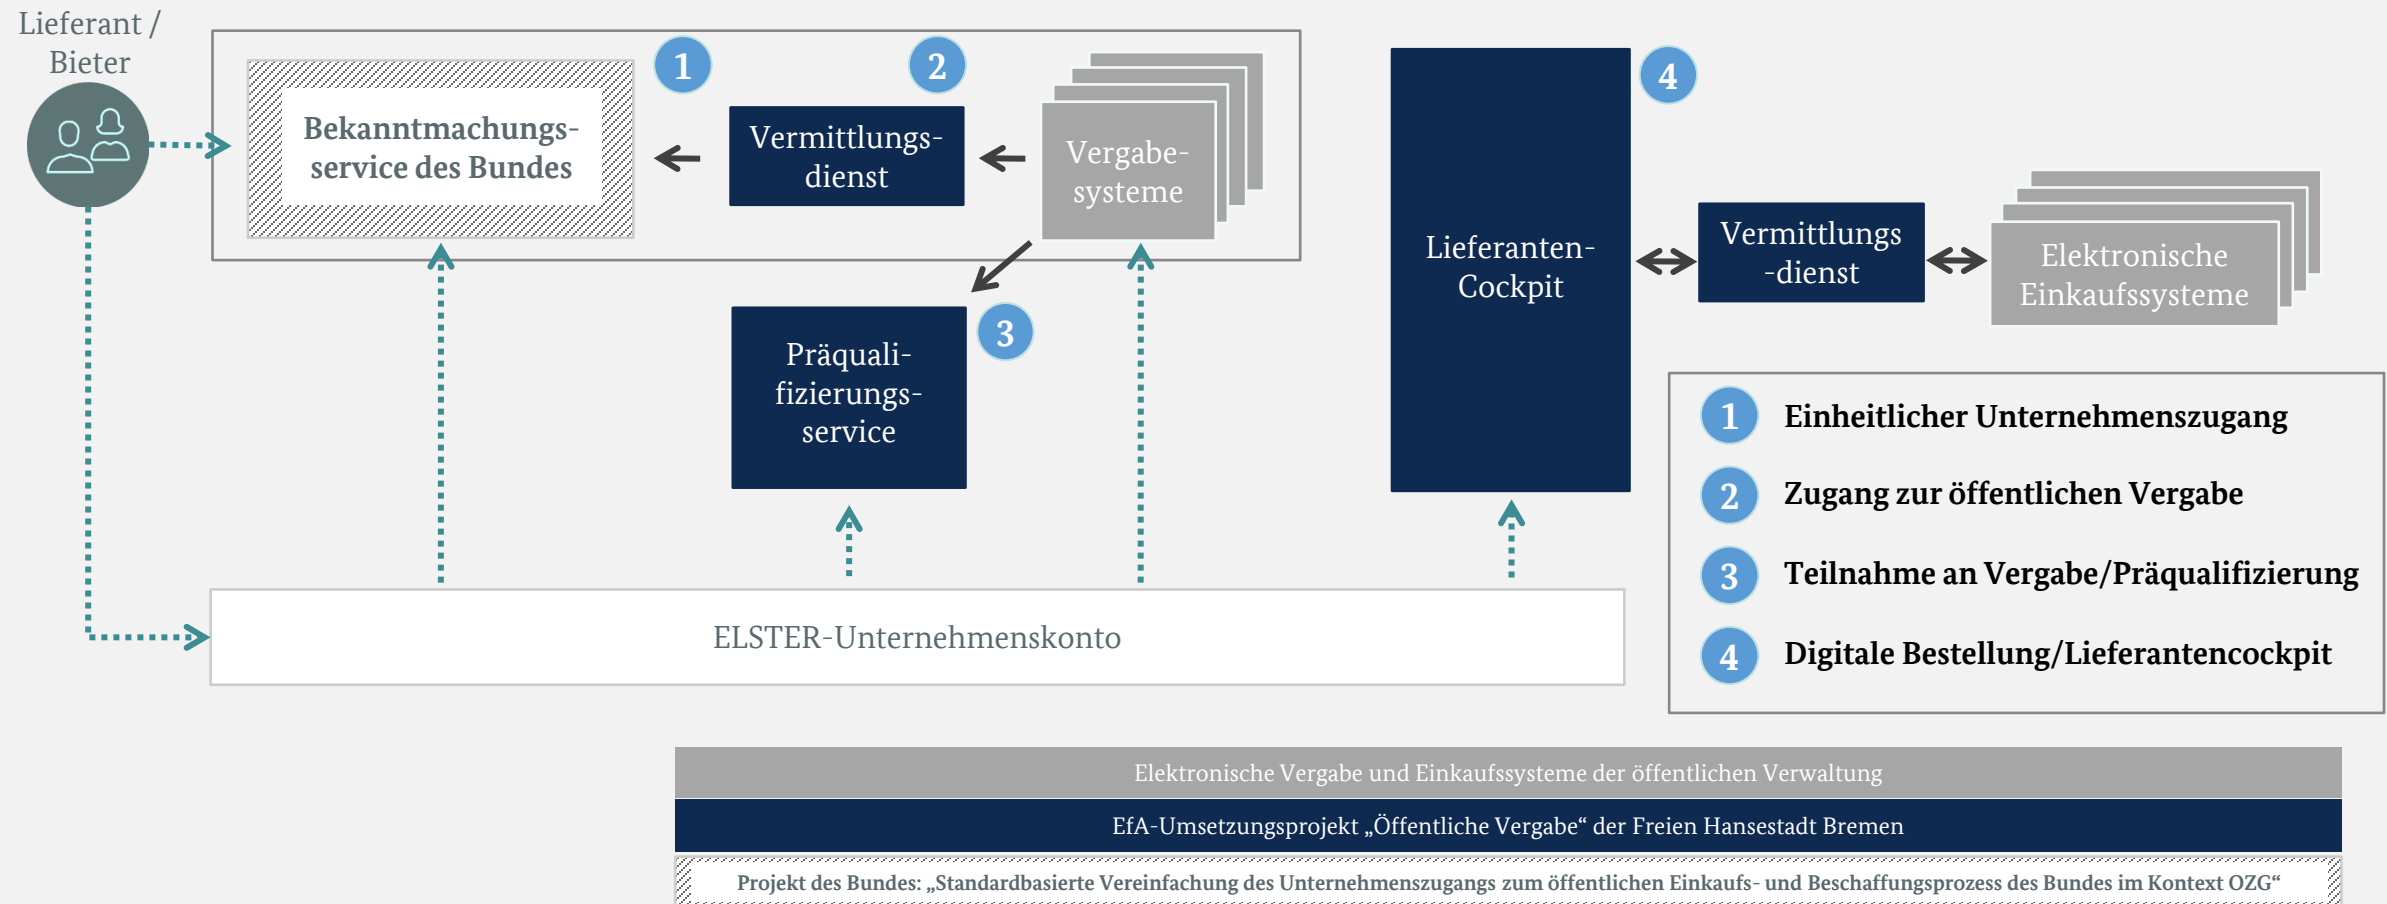 Lieferant /
Bieter
Bekanntmachungs-
service des Bundes
1
Vermittlungs-
dienst
2
Vergabe-
systeme
Präquali-
fizierungs-
service
3
Lieferanten-
Cockpit
4
Vermittlungs
-dienst
Elektronische
Einkaufssysteme
ELSTER-Unternehmenskonto
1 Einheitlicher Unternehmenszugang
2 Zugang zur öffentlichen Vergabe
3 Teilnahme an Vergabe/Präqualifizierung
4 Digitale Bestellung/Lieferantencockpit
Elektronische Vergabe und Einkaufssysteme der öffentlichen Verwaltung
EfA-Umsetzungsprojekt „Öffentliche Vergabe“ der Freien Hansestadt Bremen
Projekt des Bundes: „Standardbasierte Vereinfachung des Unternehmenszugangs zum öffentlichen Einkaufs- und Beschaffungsprozess des Bundes im Kontext OZG“